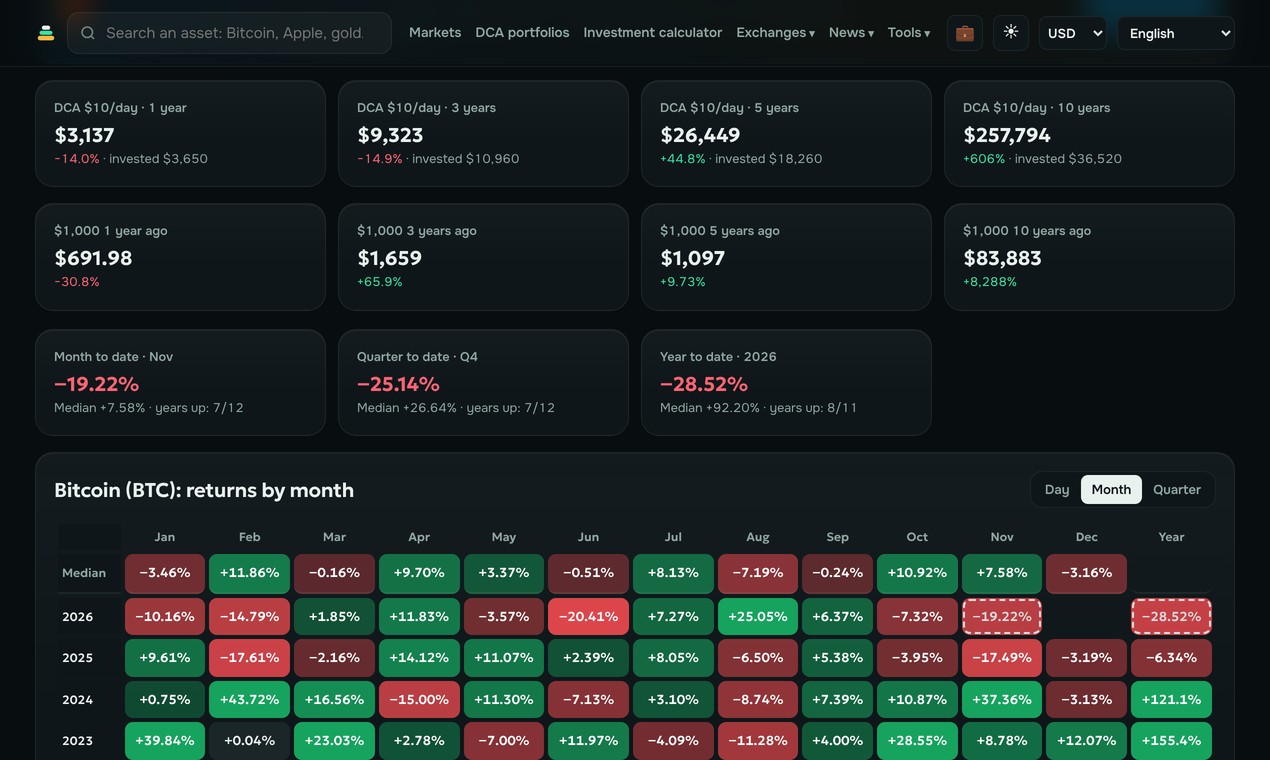 Search an asset: Bitcoin, Apple, gold. Markets DCA portfolios Investment calculator Exchanges ▾ News ▾ Tools ▾ USD English
DCA $10/day · 1 year DCA $10/day · 3 years DCA $10/day · 5 years DCA $10/day · 10 years
$3,137 $9,323 $26,449 $257,794
−14.0% · invested $3,650 −14.9% · invested $10,960 +44.8% · invested $18,260 +606% · invested $36,520
$1,000 1 year ago $1,000 3 years ago $1,000 5 years ago $1,000 10 years ago
$691.98 $1,659 $1,097 $83,883
−30.8% +65.9% +9.73% +8,288%
Month to date · Nov Quarter to date · Q4 Year to date · 2026
−19.22% −25.14% −28.52%
Median +7.58% · years up: 7/12 Median +26.64% · years up: 7/12 Median +92.20% · years up: 8/11
Bitcoin (BTC): returns by month Day Month Quarter
Jan Feb Mar Apr May Jun Jul Aug Sep Oct Nov Dec Year
Median −3.46% +11.86% −0.16% +9.70% +3.37% −0.51% +8.13% −7.19% −0.24% +10.92% +7.58% −3.16%
2026 −10.16% −14.79% +1.85% +11.83% −3.57% −20.41% +7.27% +25.05% +6.37% −7.32% −19.22% −28.52%
2025 +9.61% −17.61% −2.16% +14.12% +11.07% +2.39% +8.05% −6.50% +5.38% −3.95% −17.49% −3.19% −6.34%
2024 +0.75% +43.72% +16.56% −15.00% +11.30% −7.13% +3.10% −8.74% +7.39% +10.87% +37.36% −3.13% +121.1%
2023 +39.84% +0.04% +23.03% +2.78% −7.00% +11.97% −4.09% −11.28% +4.00% +28.55% +8.78% +12.07% +155.4%